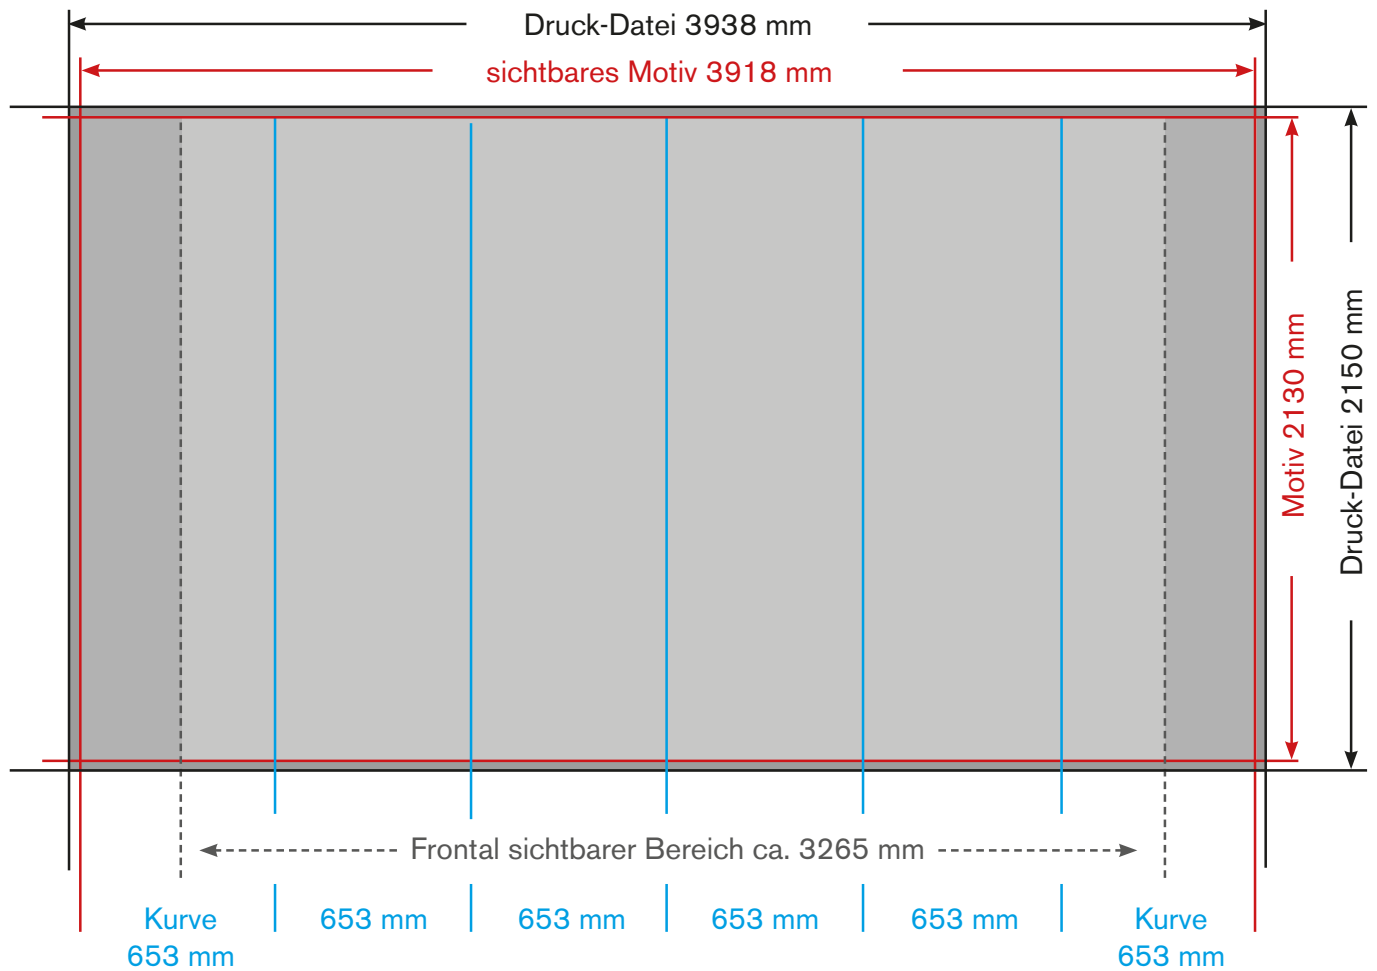 Druck-Datei 3938 mm
sichtbares Motiv 3918 mm
Motiv 2130 mm
Druck-Datei 2150 mm
Frontal sichtbarer Bereich ca. 3265 mm
Kurve
653 mm
653 mm
653 mm
653 mm
653 mm
Kurve
653 mm